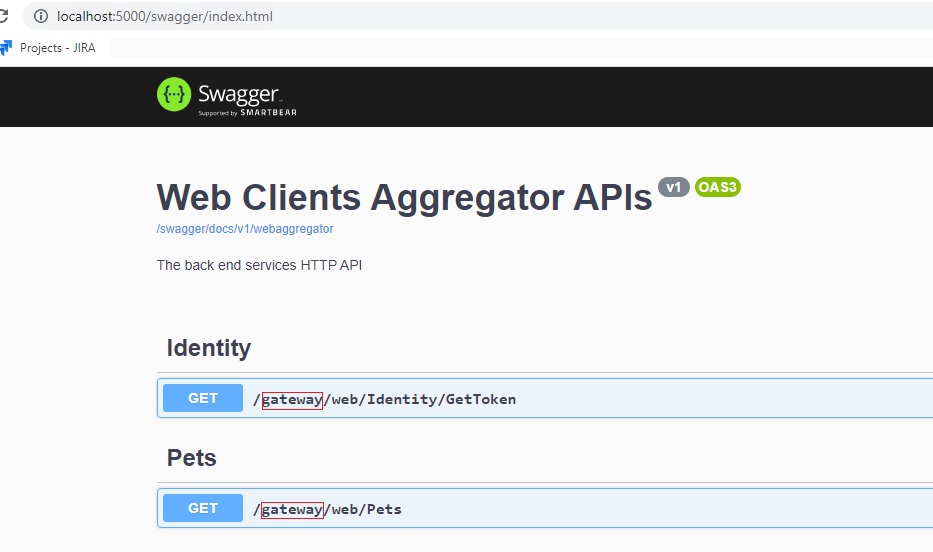 localhost:5000/swagger/index.html
Projects - JIRA
{···} Swagger
Supported by SMARTBEAR
Web Clients Aggregator APIs v1 OAS3
/swagger/docs/v1/webaggregator
The back end services HTTP API
Identity
GET /gateway/web/Identity/GetToken
Pets
GET /gateway/web/Pets